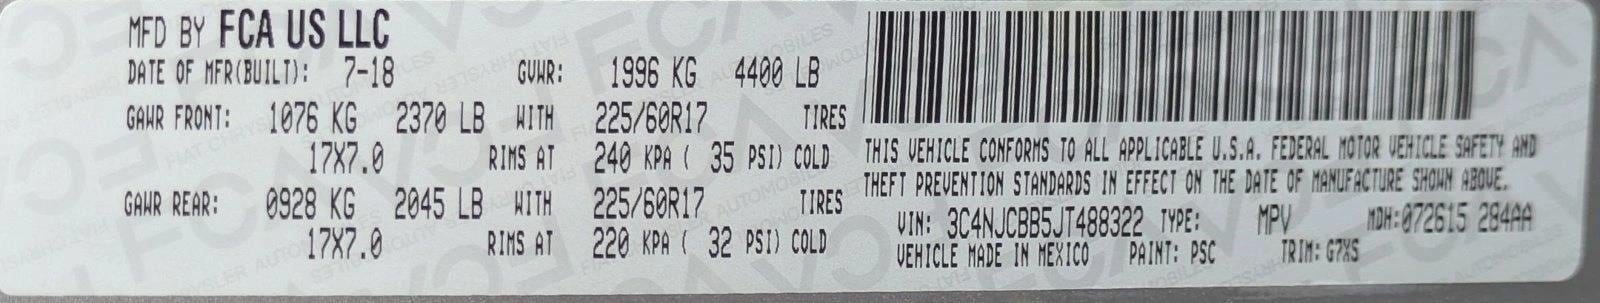 MFD BY FCA US LLC
DATE OF MFR(BUILT): 7-18 GVWR: 1996 KG 4400 LB
GAWR FRONT: 1076 KG 2370 LB WITH 225/60R17 TIRES
17X7.0 RIMS AT 240 KPA ( 35 PSI) COLD
GAWR REAR: 0928 KG 2045 LB WITH 225/60R17 TIRES
17X7.0 RIMS AT 220 KPA ( 32 PSI) COLD
THIS VEHICLE CONFORMS TO ALL APPLICABLE U.S.A. FEDERAL MOTOR VEHICLE SAFETY AND
THEFT PREVENTION STANDARDS IN EFFECT ON THE DATE OF MANUFACTURE SHOWN ABOVE.
VIN: 3C4NJCBB5JT488322 TYPE: MPV MDH:072615 284AA
VEHICLE MADE IN MEXICO PAINT: PSC TRIM: G7XS